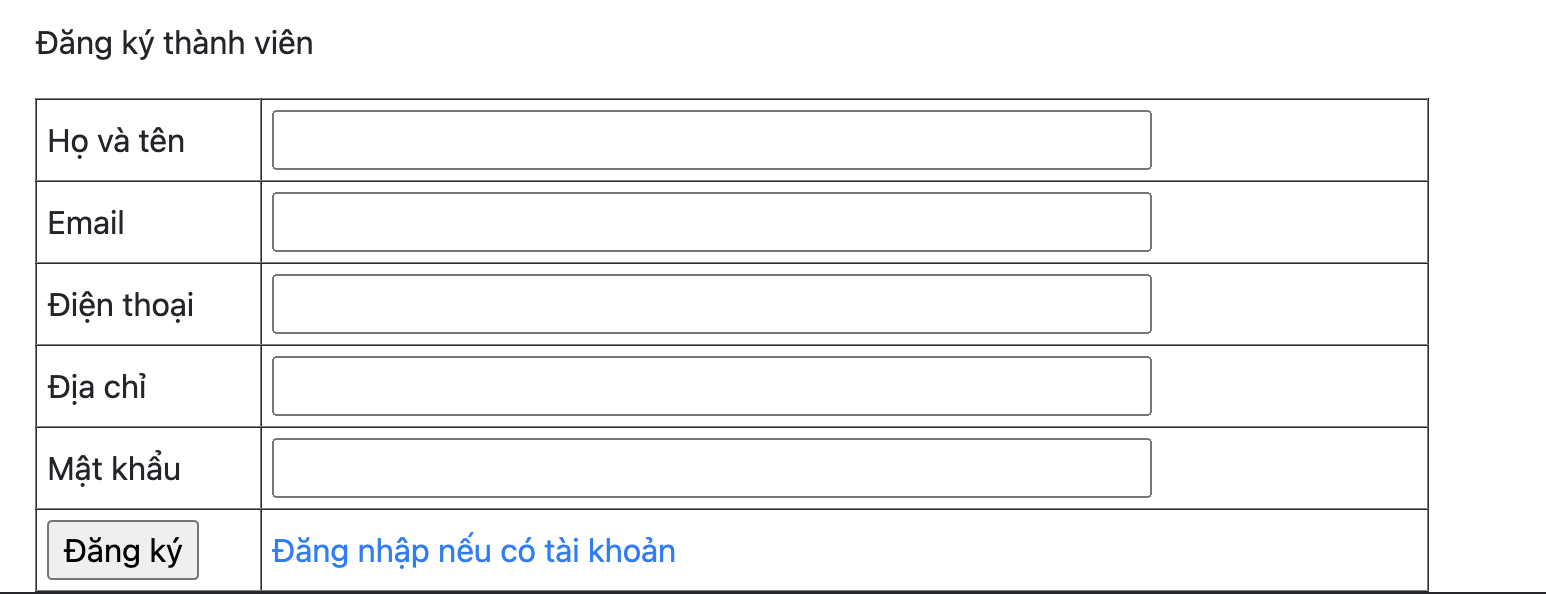 Đăng ký thành viên
Họ và tên
Email
Điện thoại
Địa chỉ
Mật khẩu
Đăng ký Đăng nhập nếu có tài khoản